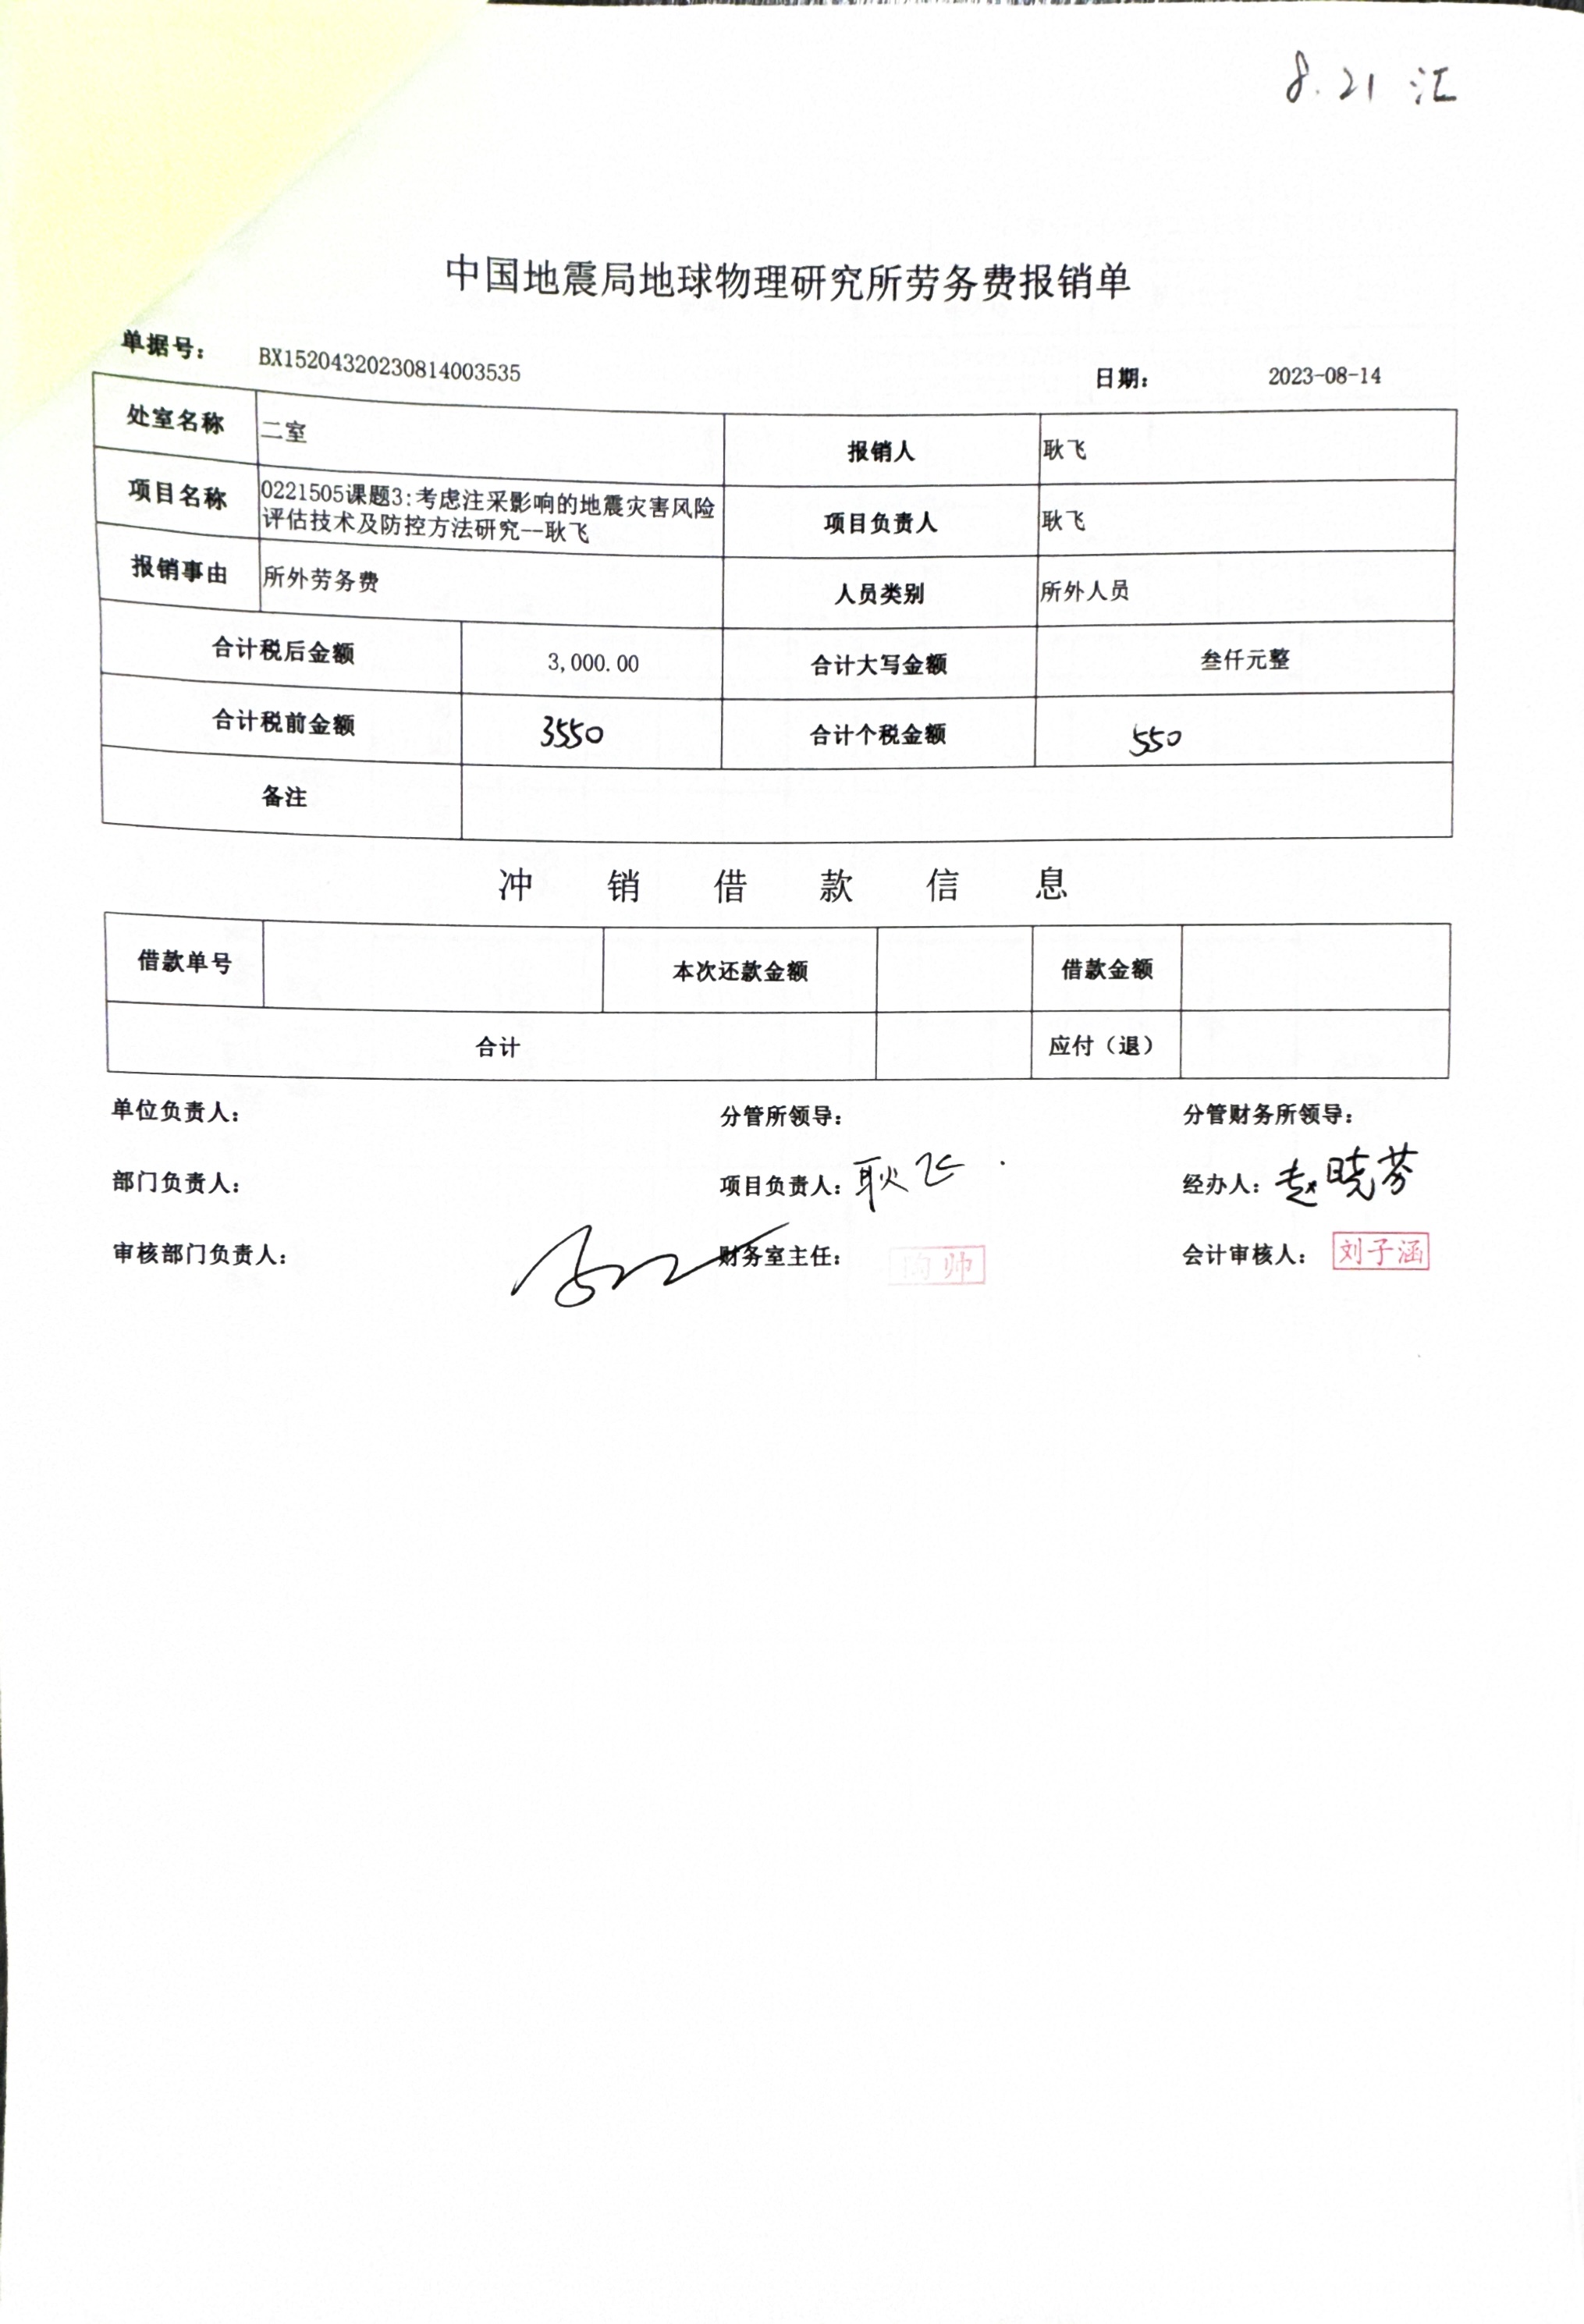 8.21 汇
中国地震局地球物理研究所劳务费报销单
单据号: BX15204320230814003535 日期: 2023-08-14
处室名称 二室 报销人 耿飞
项目名称 0221505课题3:考虑注采影响的地震灾害风险
评估技术及防控方法研究--耿飞 项目负责人 耿飞
报销事由 所外劳务费 人员类别 所外人员
合计税后金额 3,000.00 合计大写金额 叁仟元整
合计税前金额 3550 合计个税金额 550
备注
冲销借款信息
借款单号 本次还款金额 借款金额
合计 应付（退）
单位负责人: 分管所领导: 分管财务所领导:
部门负责人: 项目负责人: 耿飞 经办人: 赵晓芬
审核部门负责人: 财务室主任: 帅 会计审核人: 刘子涵